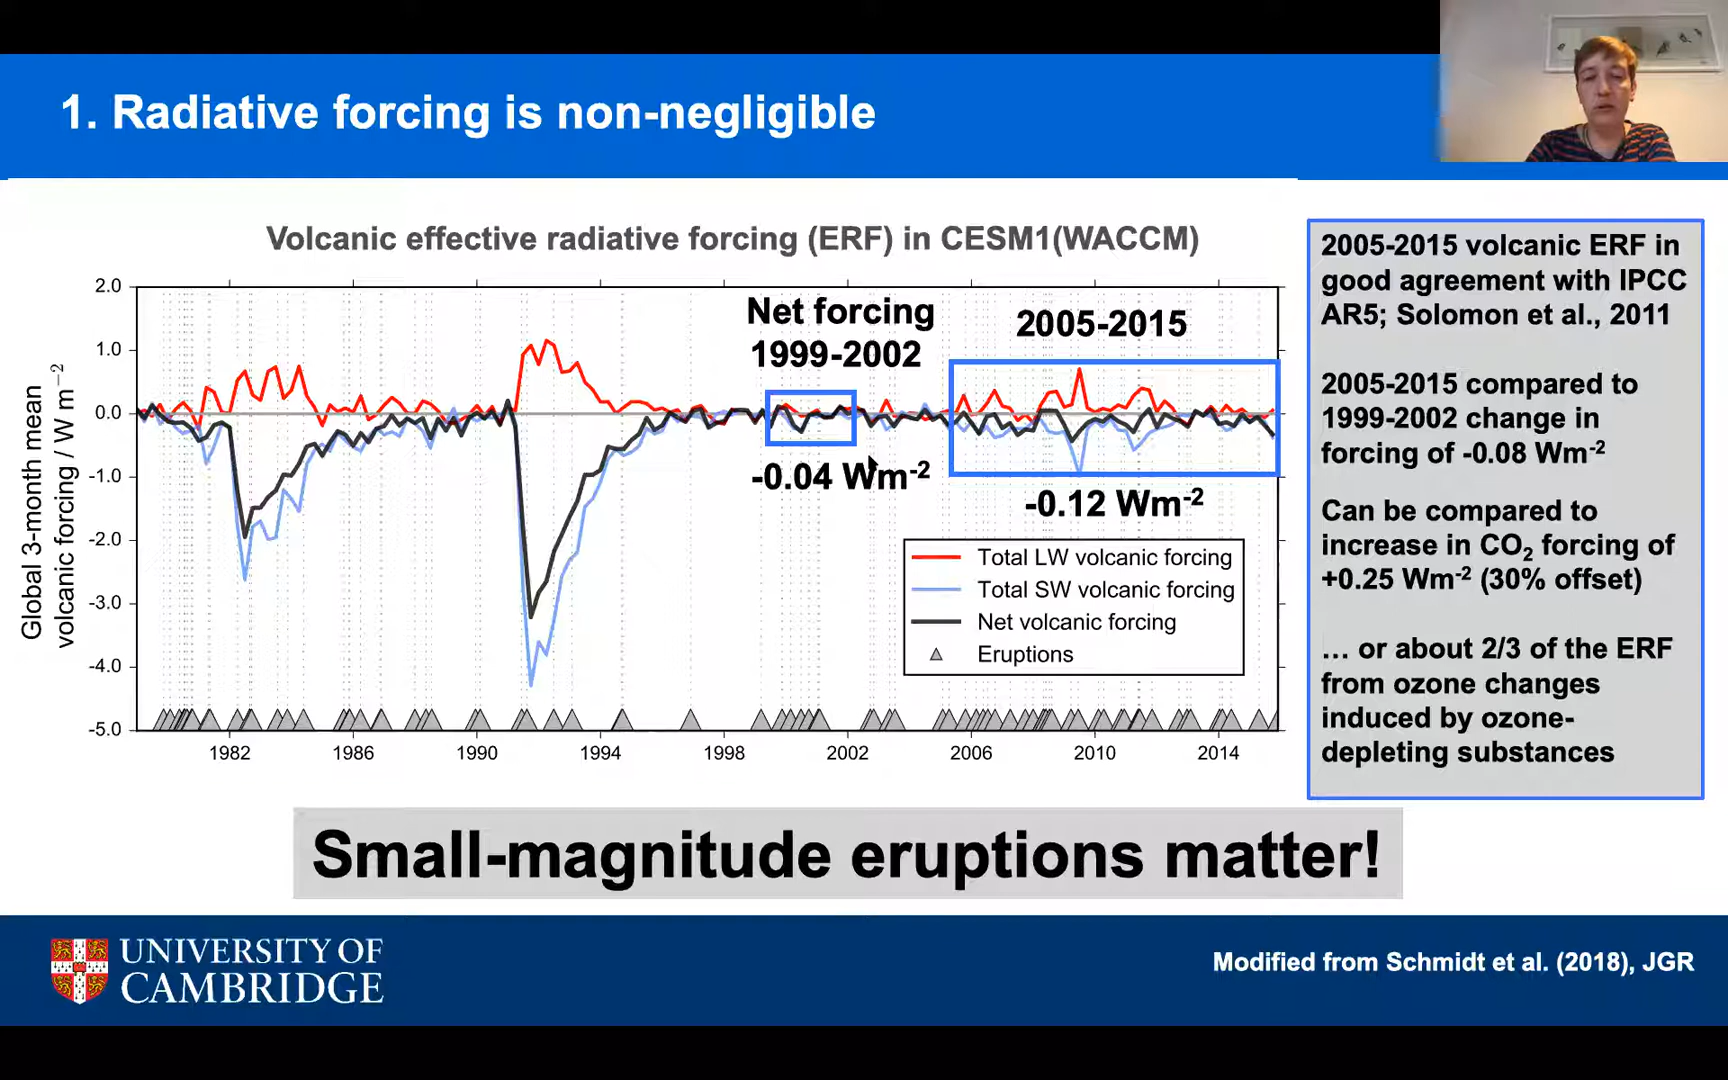 1. Radiative forcing is non-negligible
Volcanic effective radiative forcing (ERF) in CESM1(WACCM)
Global 3-month mean
volcanic forcing / W m⁻²
2.0
1.0
0.0
-1.0
-2.0
-3.0
-4.0
-5.0
1982
1986
1990
1994
1998
2002
2006
2010
2014
Net forcing
1999-2002
-0.04 Wm⁻²
2005-2015
-0.12 Wm⁻²
Total LW volcanic forcing
Total SW volcanic forcing
Net volcanic forcing
Eruptions
2005-2015 volcanic ERF in
good agreement with IPCC
AR5; Solomon et al., 2011
2005-2015 compared to
1999-2002 change in
forcing of -0.08 Wm⁻²
Can be compared to
increase in CO₂ forcing of
+0.25 Wm⁻² (30% offset)
... or about 2/3 of the ERF
from ozone changes
induced by ozone-
depleting substances
Small-magnitude eruptions matter!
UNIVERSITY OF
CAMBRIDGE
Modified from Schmidt et al. (2018), JGR